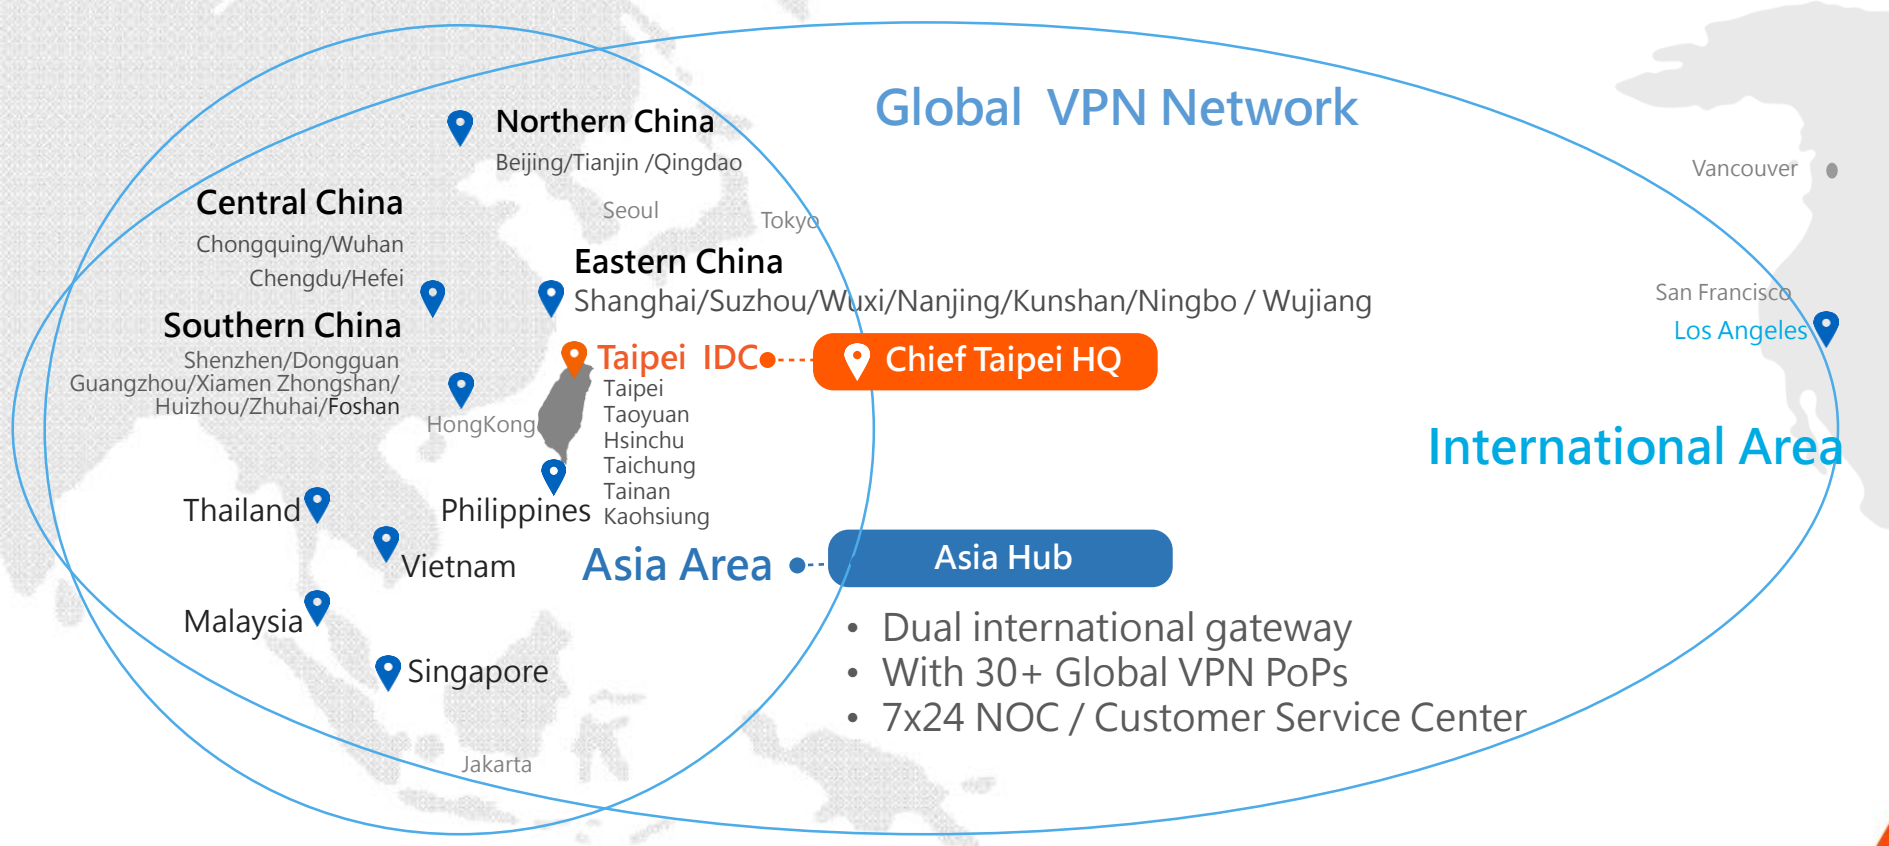 Global VPN Network
Northern China
Beijing/Tianjin /Qingdao
Vancouver
Central China
Chongquing/Wuhan
Chengdu/Hefei
Seoul
Tokyo
Eastern China
Shanghai/Suzhou/Wuxi/Nanjing/Kunshan/Ningbo / Wujiang
San Francisco
Los Angeles
Southern China
Shenzhen/Dongguan
Guangzhou/Xiamen Zhongshan/
Huizhou/Zhuhai/Foshan
HongKong
Taipei IDC
Chief Taipei HQ
Taipei
Taoyuan
Hsinchu
Taichung
Tainan
Kaohsiung
International Area
Thailand
Philippines
Vietnam
Asia Area
Asia Hub
Malaysia
Singapore
• Dual international gateway
• With 30+ Global VPN PoPs
• 7x24 NOC / Customer Service Center
Jakarta